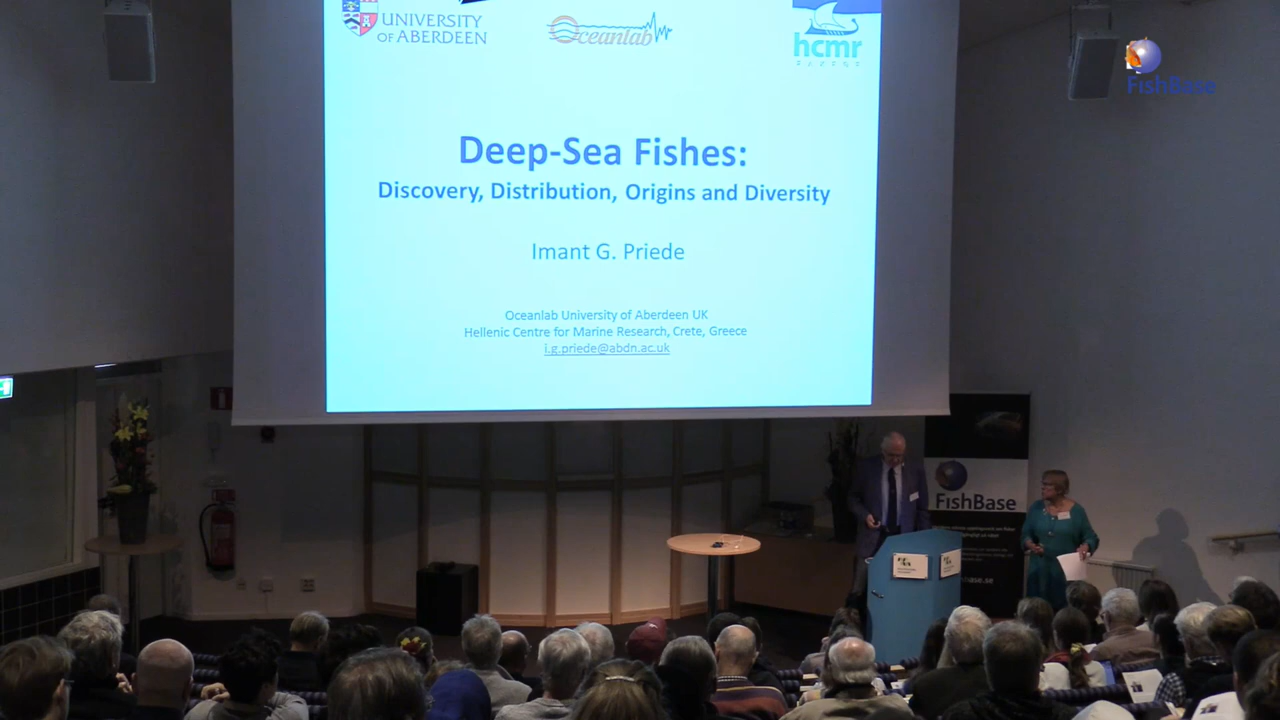 UNIVERSITY
OF ABERDEEN
Oceanlab
hcmr
FishBase
Deep-Sea Fishes:
Discovery, Distribution, Origins and Diversity
Imant G. Priede
Oceanlab University of Aberdeen UK
Hellenic Centre for Marine Research, Crete, Greece
i.g.priede@abdn.ac.uk
FishBase